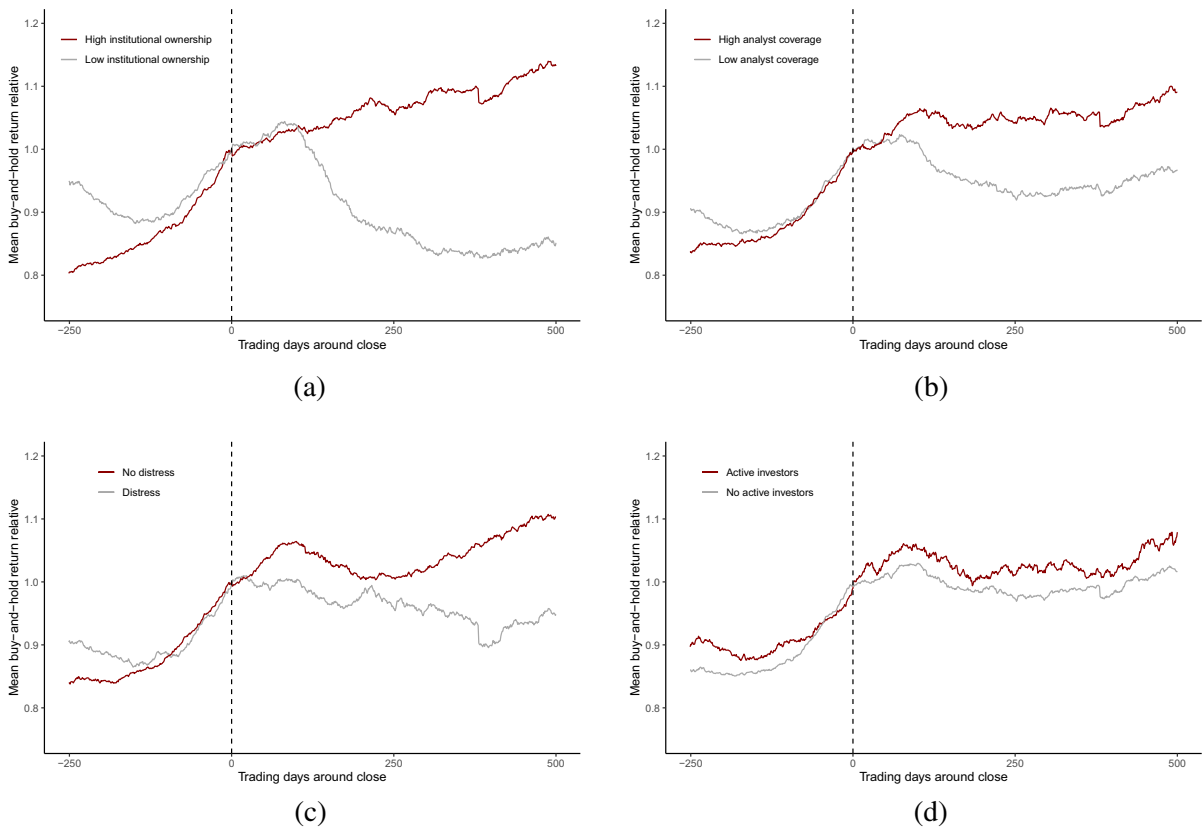 1.2
1.1
1.0
0.9
0.8
Mean buy−and−hold return relative
High institutional ownership
Low institutional ownership
−250
0
250
500
Trading days around close
(a)
1.2
1.1
1.0
0.9
0.8
Mean buy−and−hold return relative
High analyst coverage
Low analyst coverage
−250
0
250
500
Trading days around close
(b)
1.2
1.1
1.0
0.9
0.8
Mean buy−and−hold return relative
No distress
Distress
−250
0
250
500
Trading days around close
(c)
1.2
1.1
1.0
0.9
0.8
Mean buy−and−hold return relative
Active investors
No active investors
−250
0
250
500
Trading days around close
(d)